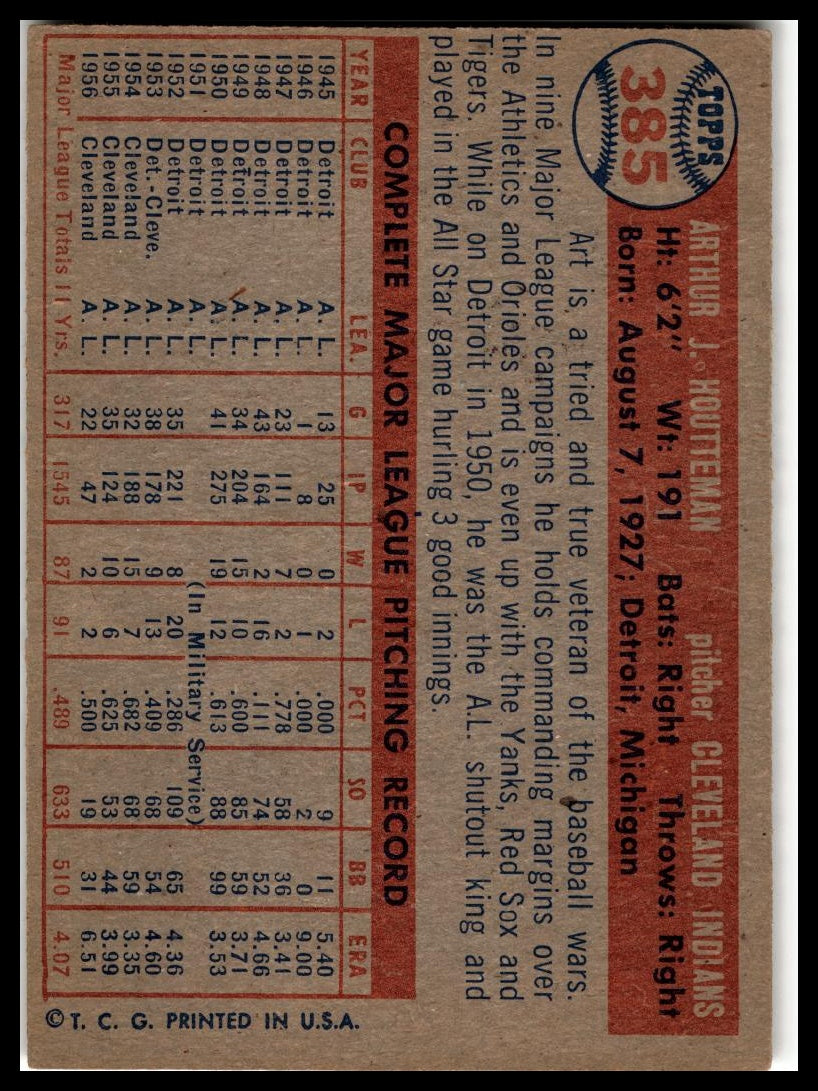 TOPPS
385
ARTHUR J. HOUTTEMAN pitcher CLEVELAND INDIANS
Ht: 6'2" Wt: 191 Bats: Right Throws: Right
Born: August 7, 1927; Detroit, Michigan
Art is a tried and true veteran of the baseball wars.
In nine Major League campaigns he holds commanding margins over
the Athletics and Orioles and is even up with the Yanks, Red Sox and
Tigers. While on Detroit in 1950, he was the A.L. shutout king and
played in the All Star game hurling 3 good innings.
COMPLETE MAJOR LEAGUE PITCHING RECORD
YEAR CLUB LEA. G IP W L PCT SO BB ERA
1945 Detroit A. L. 13 25 0 2 .000 9 11 5.40
1946 Detroit A. L. 1 8 0 1 .000 2 0 9.00
1947 Detroit A. L. 23 111 7 2 .778 58 36 3.41
1948 Detroit A. L. 43 164 2 16 .111 74 52 4.66
1949 Detroit A. L. 34 204 15 10 .600 85 59 3.71
1950 Detroit A. L. 41 275 19 12 .613 88 99 3.53
1951 Detroit A. L. (In Military Service)
1952 Detroit A. L. 35 221 8 20 .286 109 65 4.36
1953 Det.-Cleve. A. L. 38 178 9 13 .409 68 54 4.60
1954 Cleveland A. L. 32 188 15 7 .682 68 59 3.35
1955 Cleveland A. L. 35 124 10 6 .625 53 44 3.99
1956 Cleveland A. L. 22 47 2 2 .500 19 31 6.51
Major League Totals 11 Yrs. 317 1545 87 91 .489 633 510 4.07
© T. C. G. PRINTED IN U.S.A.